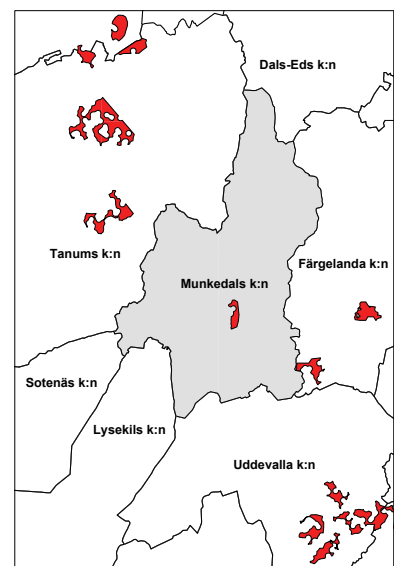 Dals-Eds k:n
Tanums k:n
Färgelanda k:n
Munkedals k:n
Sotenäs k:n
Lysekils k:n
Uddevalla k:n